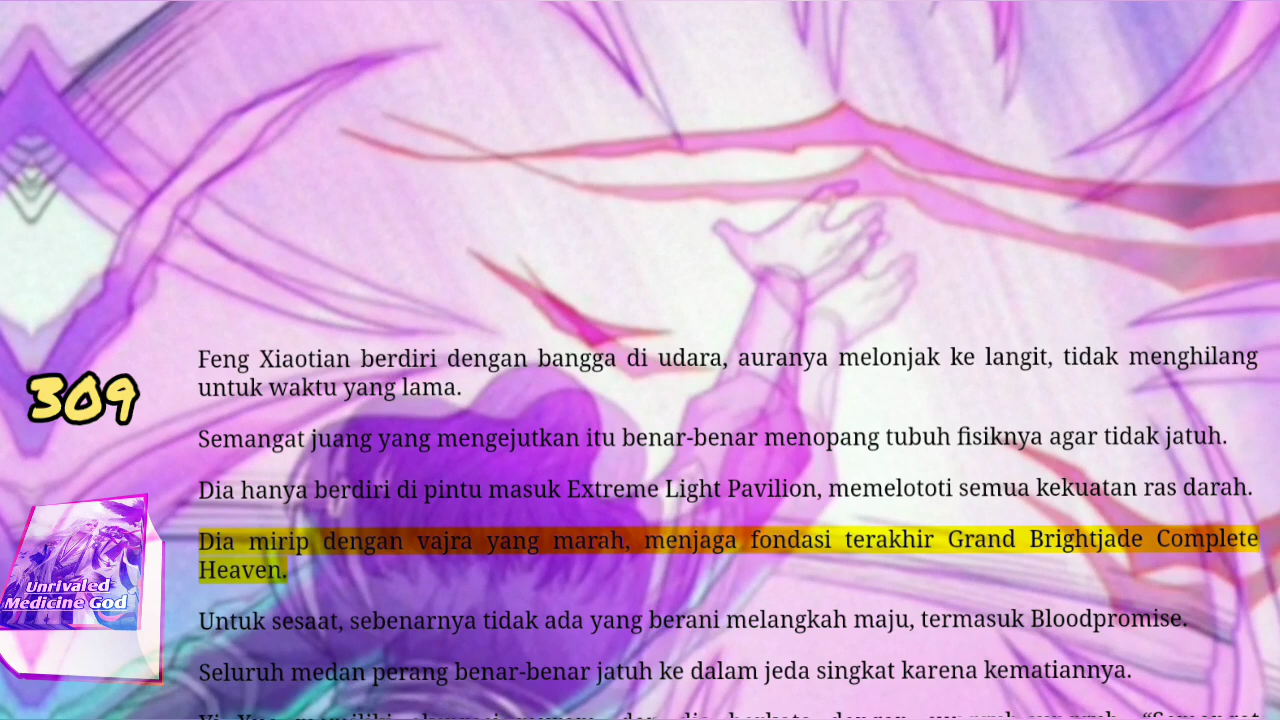 Feng Xiaotian berdiri dengan bangga di udara, auranya melonjak ke langit, tidak menghilang
untuk waktu yang lama.
309
Semangat juang yang mengejutkan itu benar-benar menopang tubuh fisiknya agar tidak jatuh.
Dia hanya berdiri di pintu masuk Extreme Light Pavilion, memelototi semua kekuatan ras darah.
Dia mirip dengan vajra yang marah, menjaga fondasi terakhir Grand Brightjade Complete
Heaven.
Unrivaled
Medicine God
Untuk sesaat, sebenarnya tidak ada yang berani melangkah maju, termasuk Bloodpromise.
Seluruh medan perang benar-benar jatuh ke dalam jeda singkat karena kematiannya.